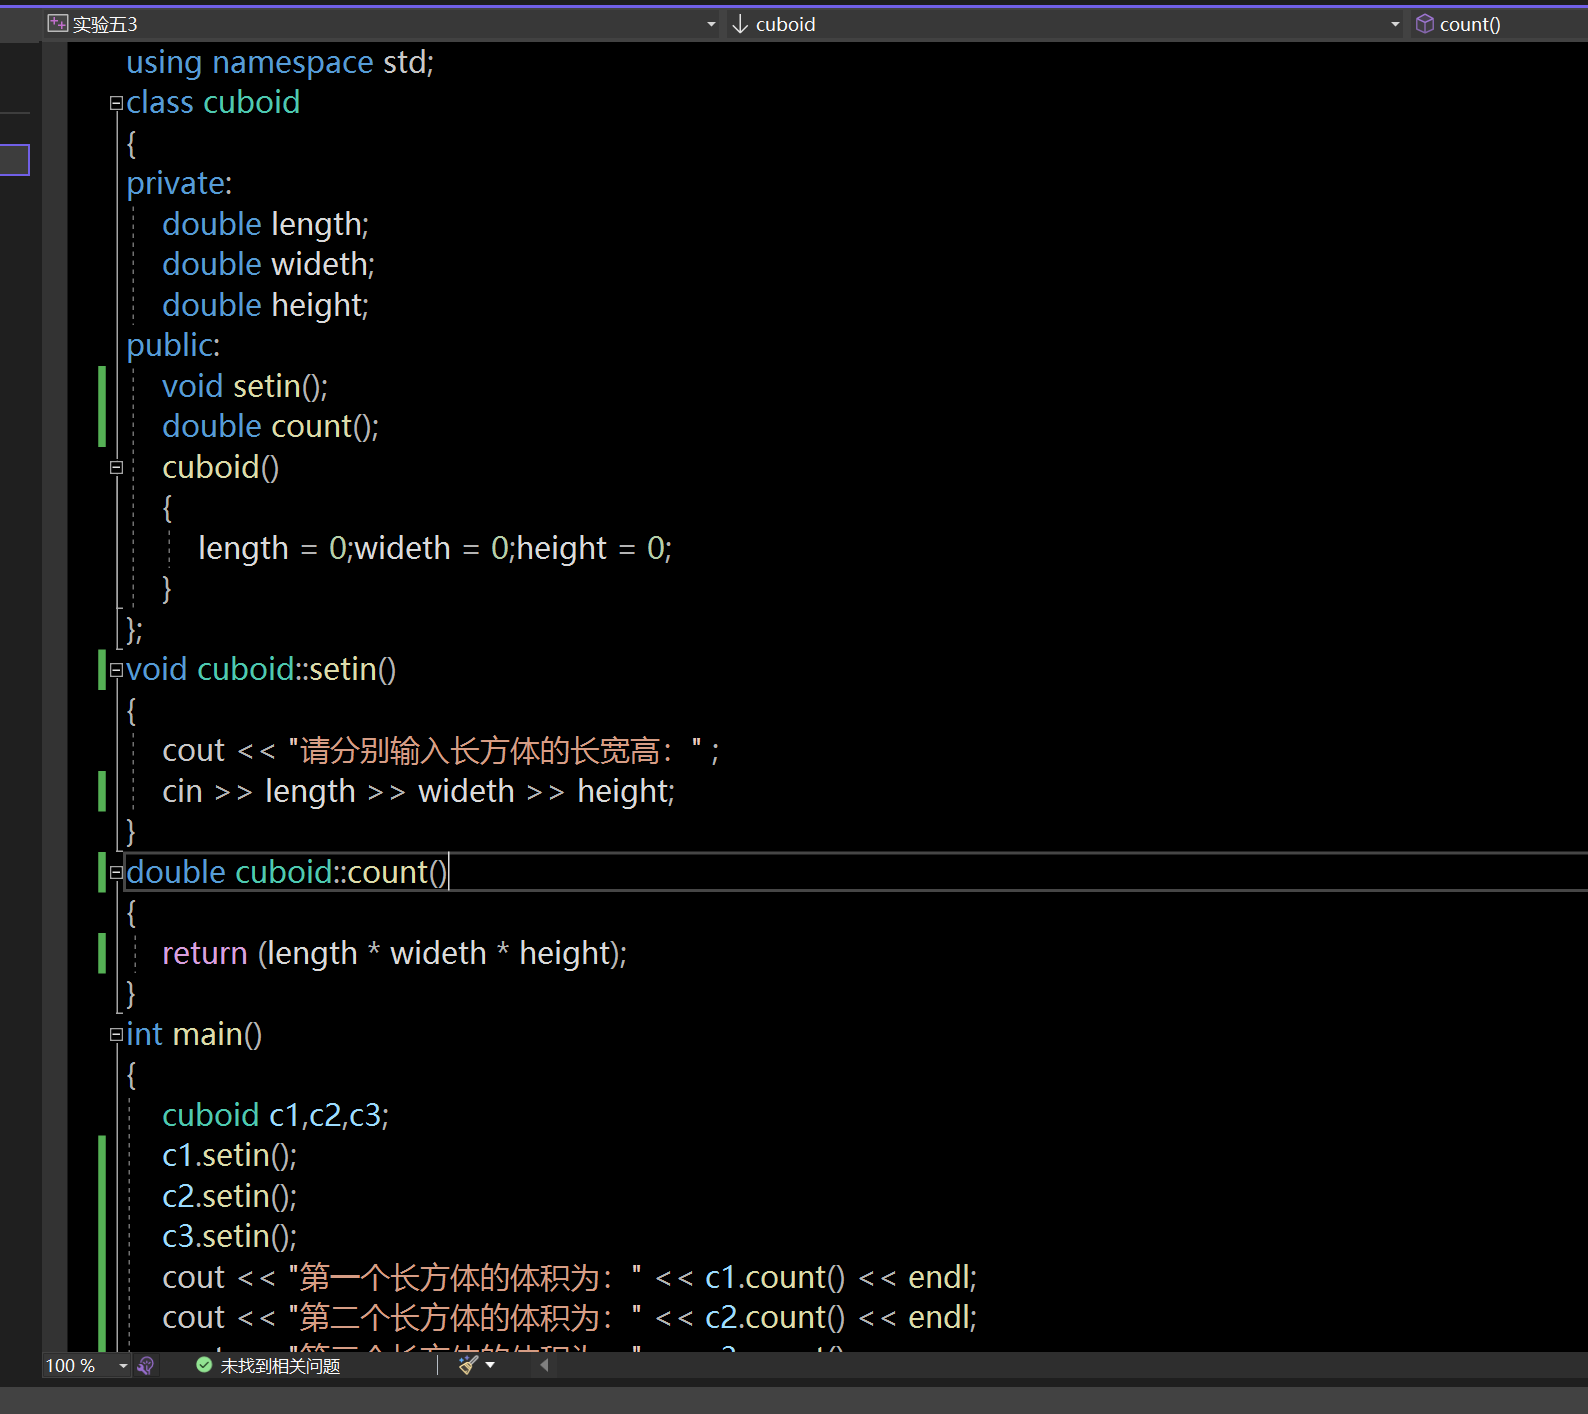 实验五3
cuboid
count()
using namespace std;
class cuboid
{
private:
double length;
double wideth;
double height;
public:
void setin();
double count();
cuboid()
{
length = 0;wideth = 0;height = 0;
}
};
void cuboid::setin()
{
cout << "请分别输入长方体的长宽高：" ;
cin >> length >> wideth >> height;
}
double cuboid::count()
{
return (length * wideth * height);
}
int main()
{
cuboid c1,c2,c3;
c1.setin();
c2.setin();
c3.setin();
cout << "第一个长方体的体积为：" << c1.count() << endl;
cout << "第二个长方体的体积为：" << c2.count() << endl;
100 %
未找到相关问题